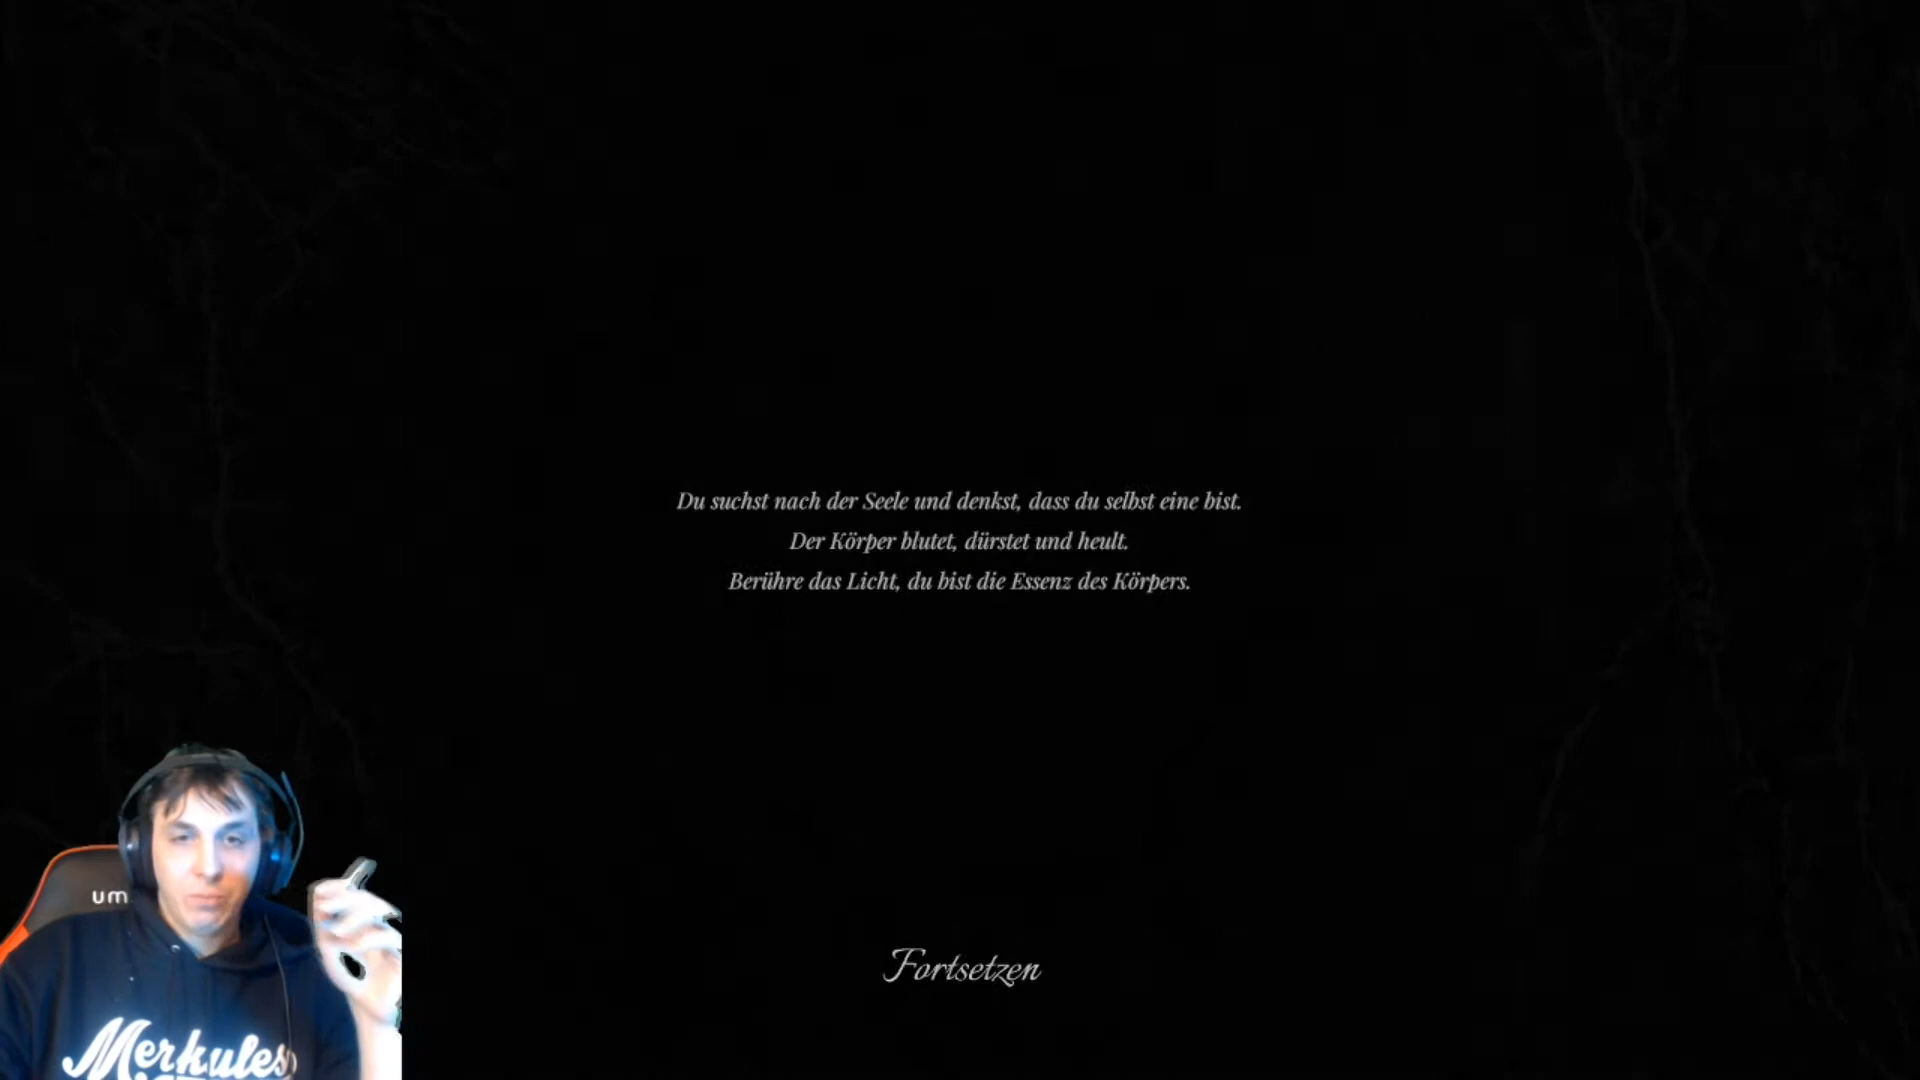 Du suchst nach der Seele und denkst, dass du selbst eine bist.
Der Körper blutet, dürstet und heult.
Berühre das Licht, du bist die Essenz des Körpers.
um
Fortsetzen
Merkules